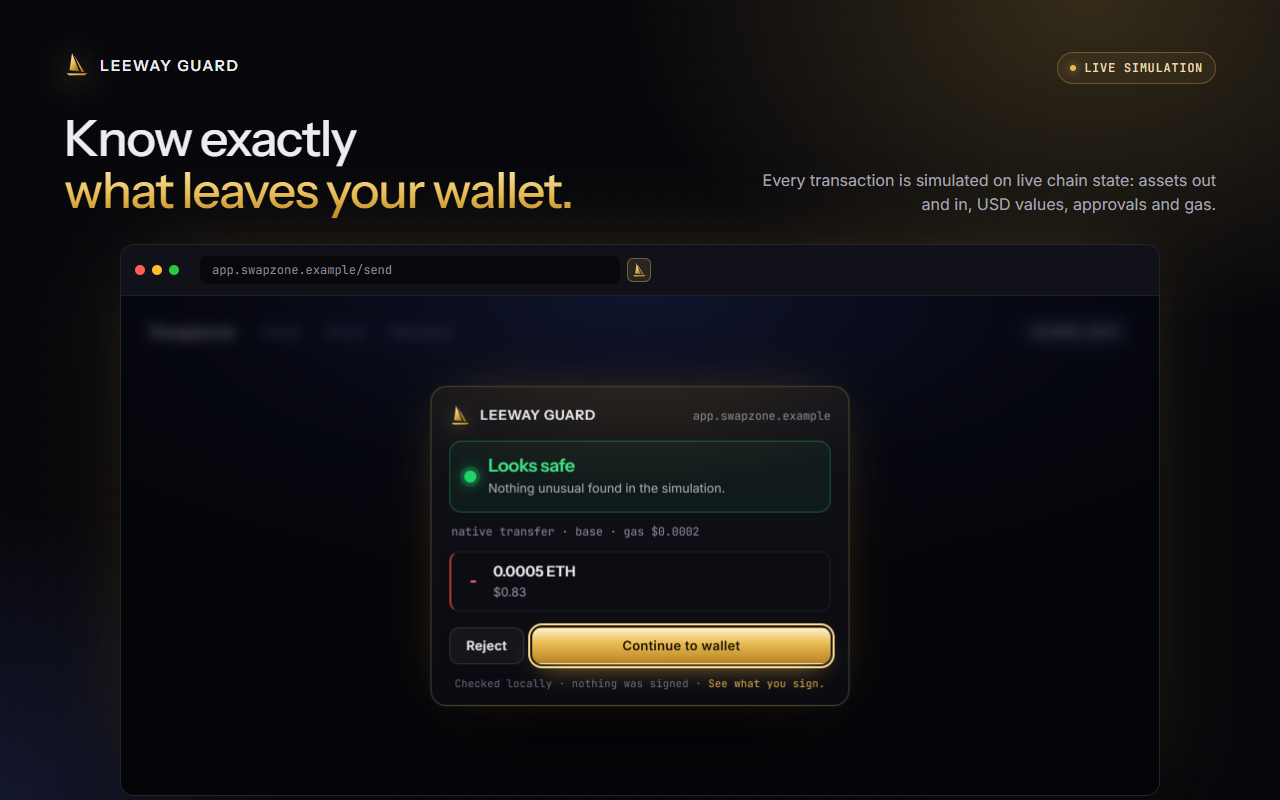 LEEWAY GUARD
LIVE SIMULATION
Know exactly
what leaves your wallet.
Every transaction is simulated on live chain state: assets out
and in, USD values, approvals and gas.
app.swapzone.example/send
LEEWAY GUARD
app.swapzone.example
Looks safe
Nothing unusual found in the simulation.
native transfer · base · gas $0.0002
-
0.0005 ETH
$0.83
Reject
Continue to wallet
Checked locally · nothing was signed · See what you sign.